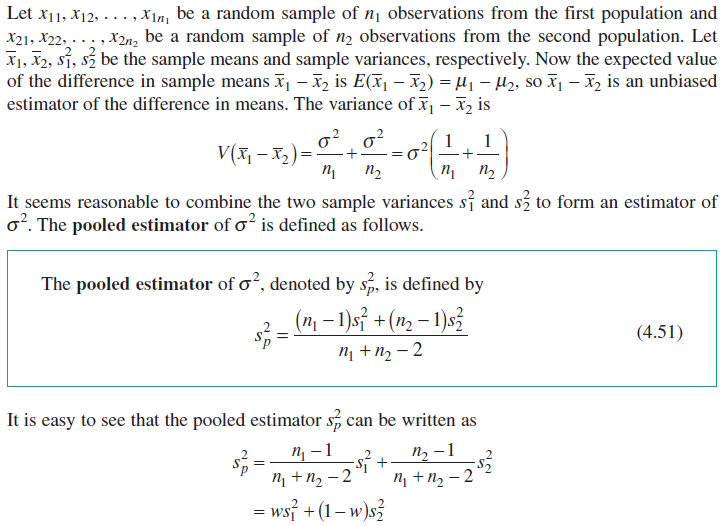 Let x₁₁, x₁₂, . . . , x₁ₙ₁ be a random sample of n₁ observations from the first population and
x₂₁, x₂₂, . . . , x₂ₙ₂ be a random sample of n₂ observations from the second population. Let
x̄₁, x̄₂, s₁², s₂² be the sample means and sample variances, respectively. Now the expected value
of the difference in sample means x̄₁ − x̄₂ is E(x̄₁ − x̄₂) = μ₁ − μ₂, so x̄₁ − x̄₂ is an unbiased
estimator of the difference in means. The variance of x̄₁ − x̄₂ is
V(x̄₁ − x̄₂) = σ²/n₁ + σ²/n₂ = σ²(1/n₁ + 1/n₂)
It seems reasonable to combine the two sample variances s₁² and s₂² to form an estimator of
σ². The pooled estimator of σ² is defined as follows.
The pooled estimator of σ², denoted by sₚ², is defined by
sₚ² = ((n₁ − 1)s₁² + (n₂ − 1)s₂²)/(n₁ + n₂ − 2) (4.51)
It is easy to see that the pooled estimator sₚ² can be written as
sₚ² = (n₁ − 1)/(n₁ + n₂ − 2) s₁² + (n₂ − 1)/(n₁ + n₂ − 2) s₂²
= ws₁² + (1 − w)s₂²